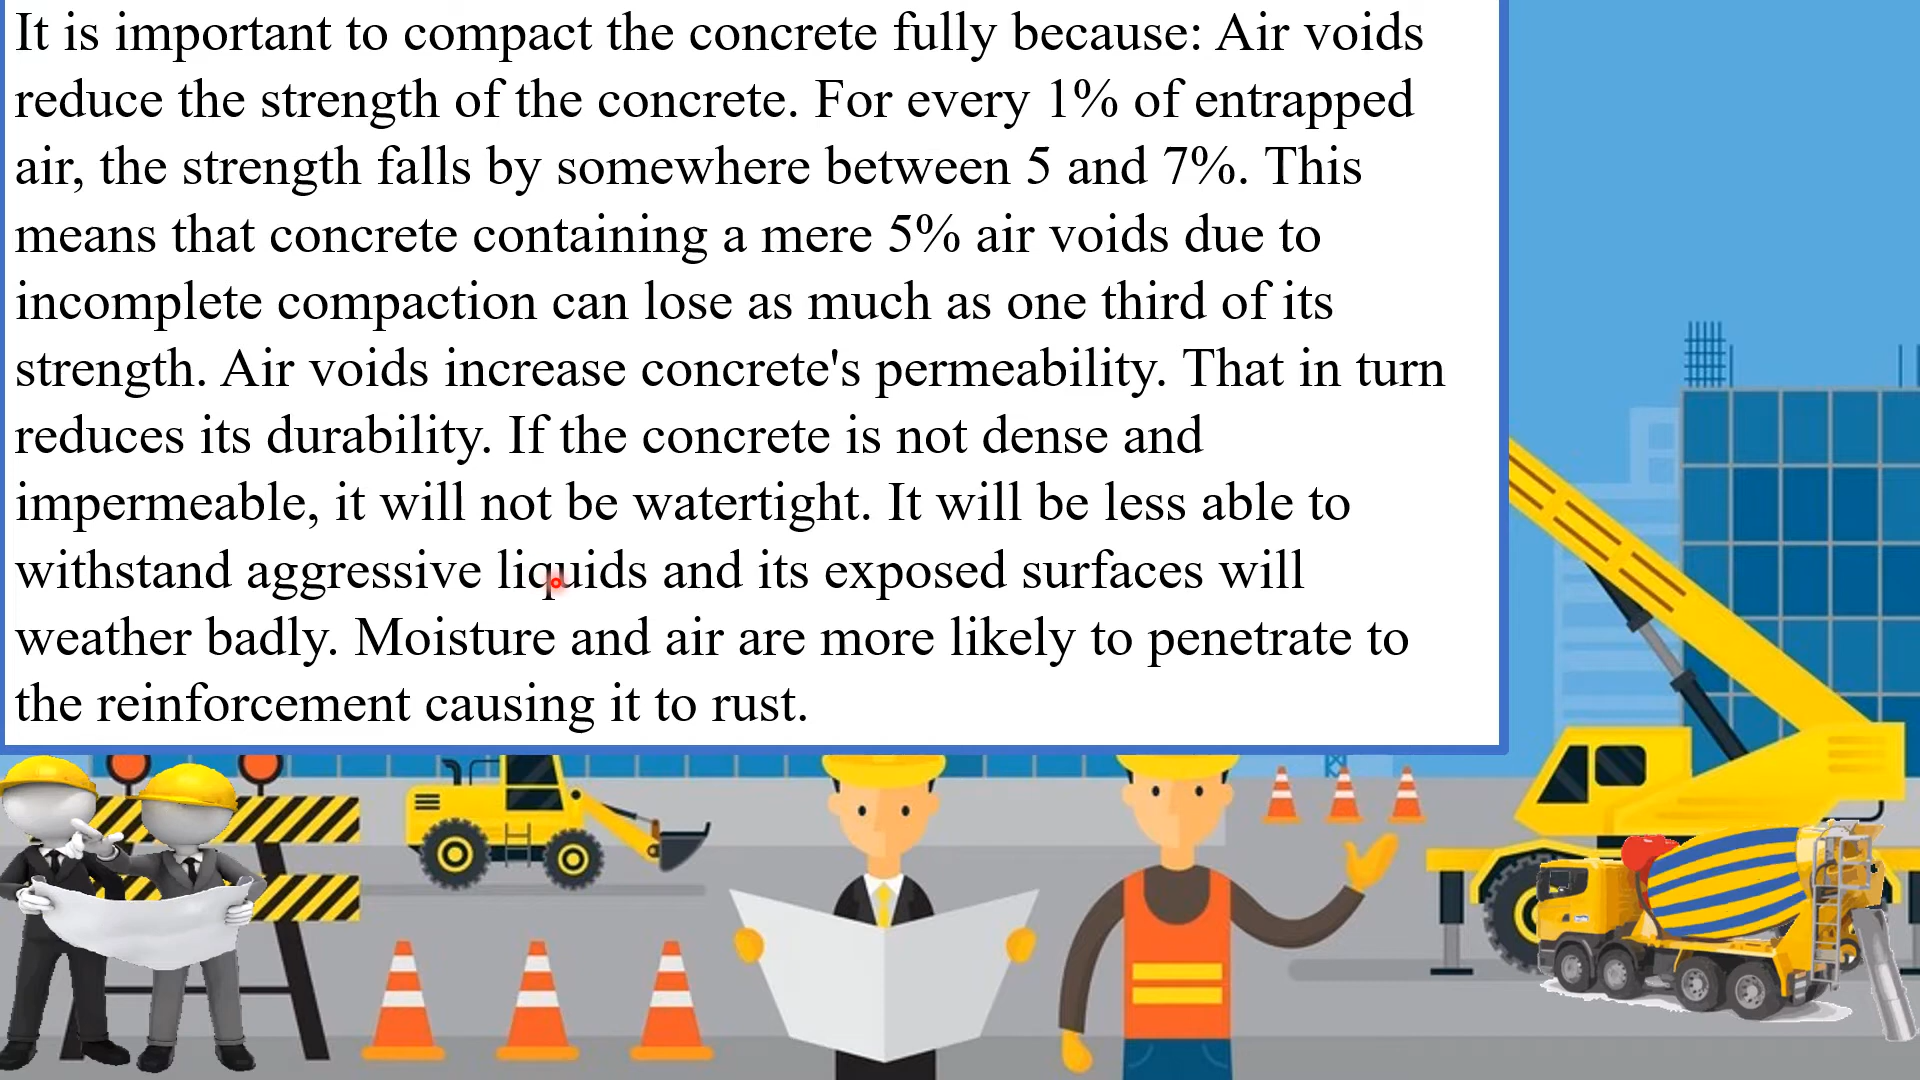 It is important to compact the concrete fully because: Air voids
reduce the strength of the concrete. For every 1% of entrapped
air, the strength falls by somewhere between 5 and 7%. This
means that concrete containing a mere 5% air voids due to
incomplete compaction can lose as much as one third of its
strength. Air voids increase concrete's permeability. That in turn
reduces its durability. If the concrete is not dense and
impermeable, it will not be watertight. It will be less able to
withstand aggressive liquids and its exposed surfaces will
weather badly. Moisture and air are more likely to penetrate to
the reinforcement causing it to rust.